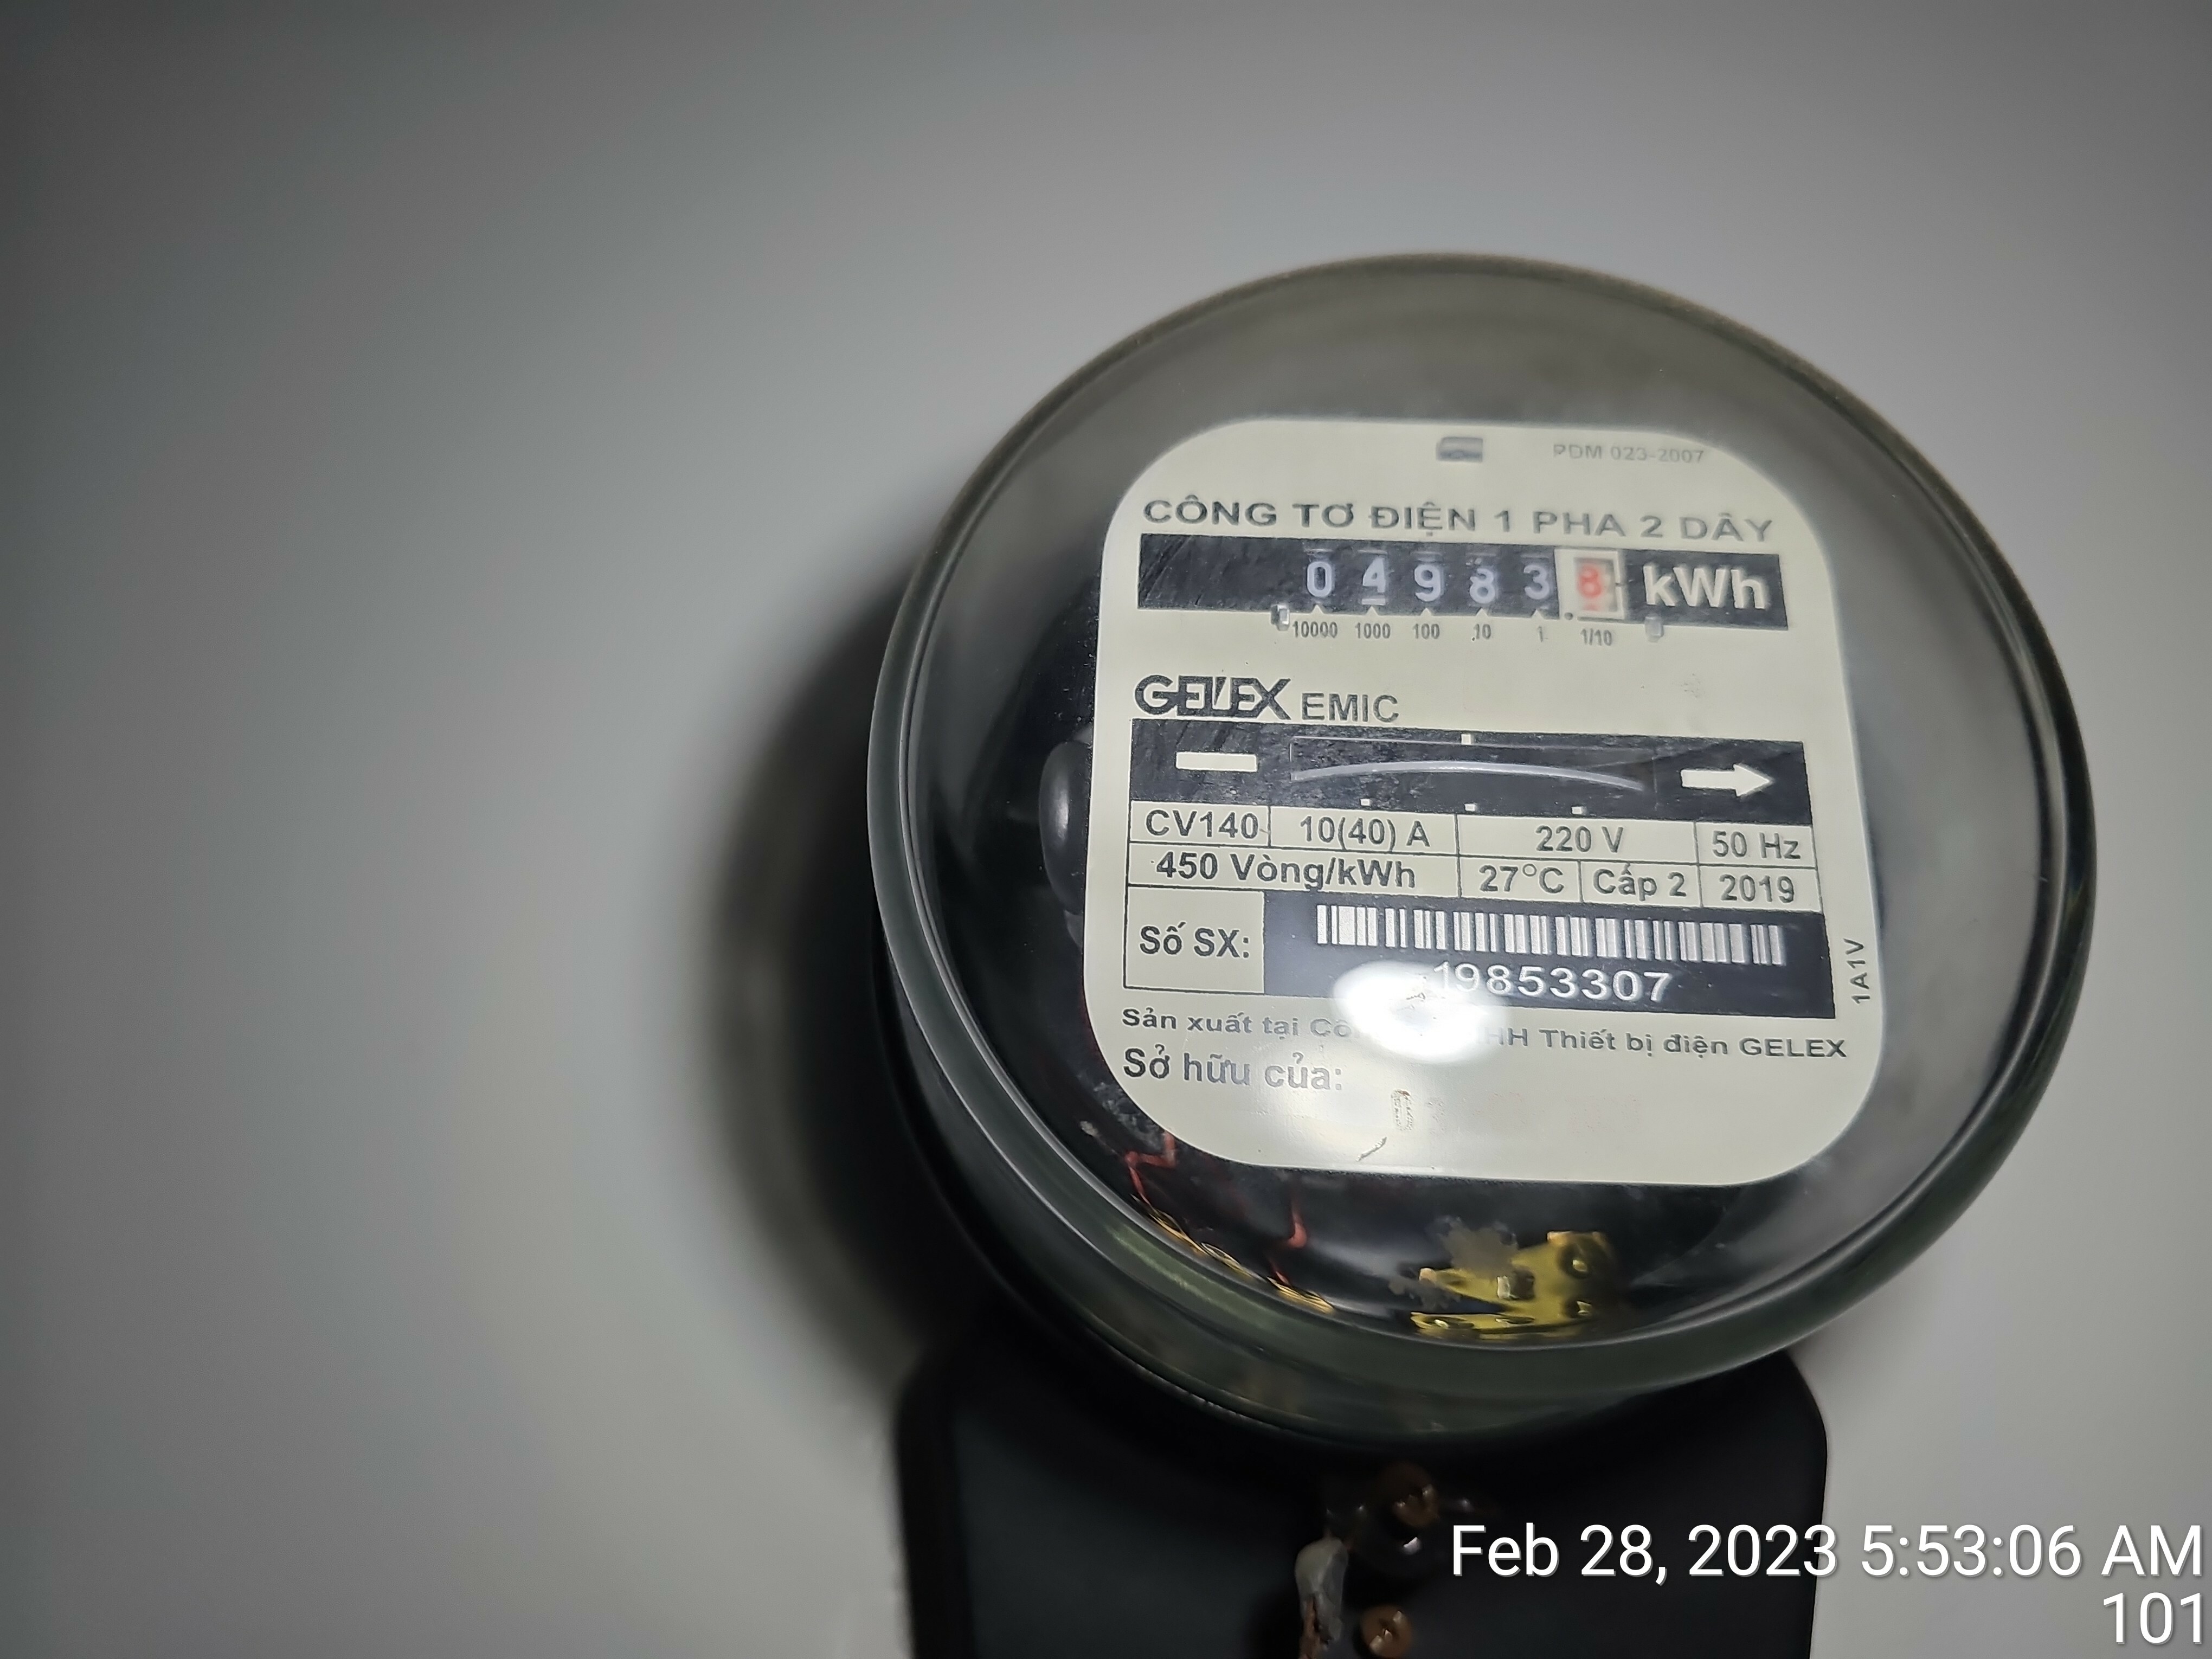 PDM 023-2007
CÔNG TƠ ĐIỆN 1 PHA 2 DÂY
0 4 9 8 3 8 kWh
10000 1000 100 10 1 1/10
GELEX EMIC
CV140 10(40) A 220 V 50 Hz
450 Vòng/kWh 27°C Cấp 2 2019
Số SX:
19853307
1A1V
Sản xuất tại Thiết bị điện GELEX
Sở hữu của:
Feb 28, 2023 5:53:06 AM
101